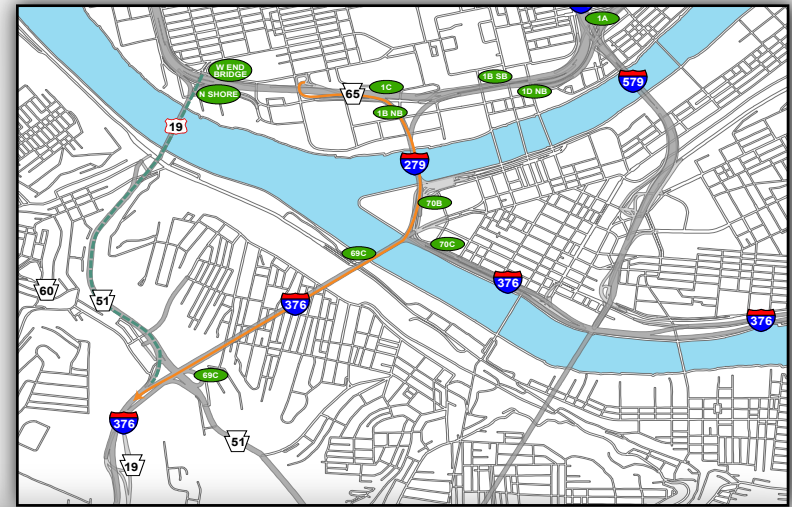 1A
W END
BRIDGE
1B SB
579
65
1C
N SHORE
1D NB
1B NB
19
279
70B
70C
69C
376
60
51
376
376
69C
376
51
19